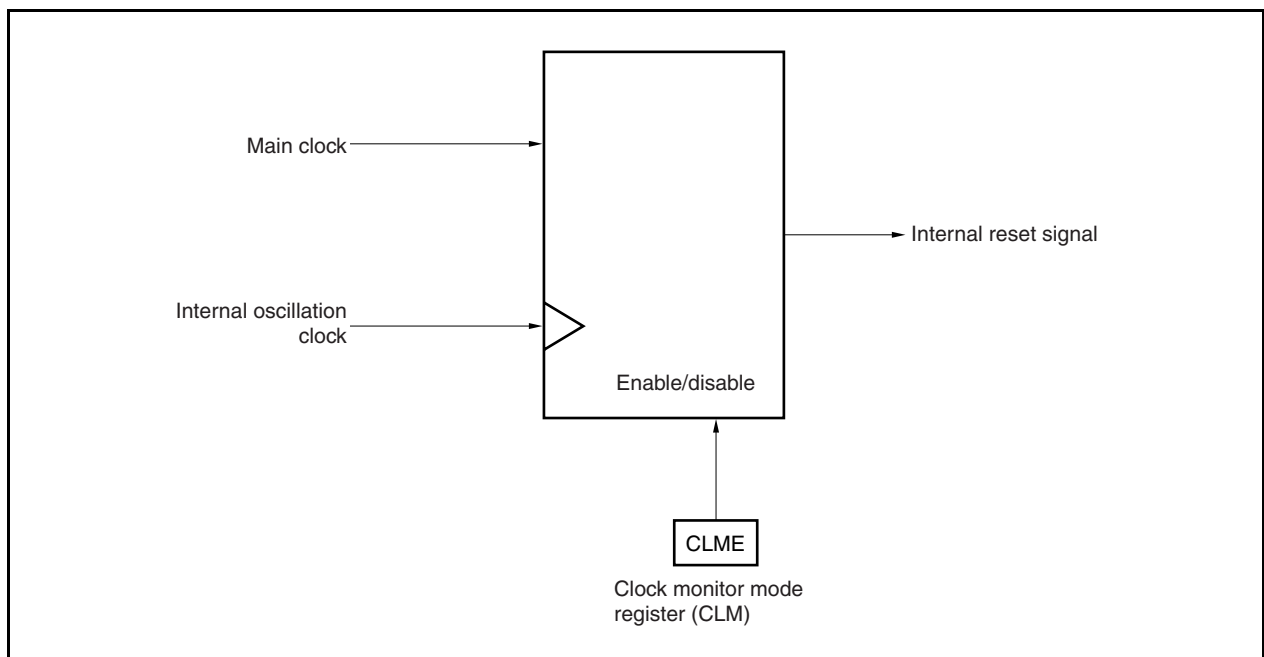 Main clock
Internal reset signal
Internal oscillation
clock
Enable/disable
CLME
Clock monitor mode
register (CLM)